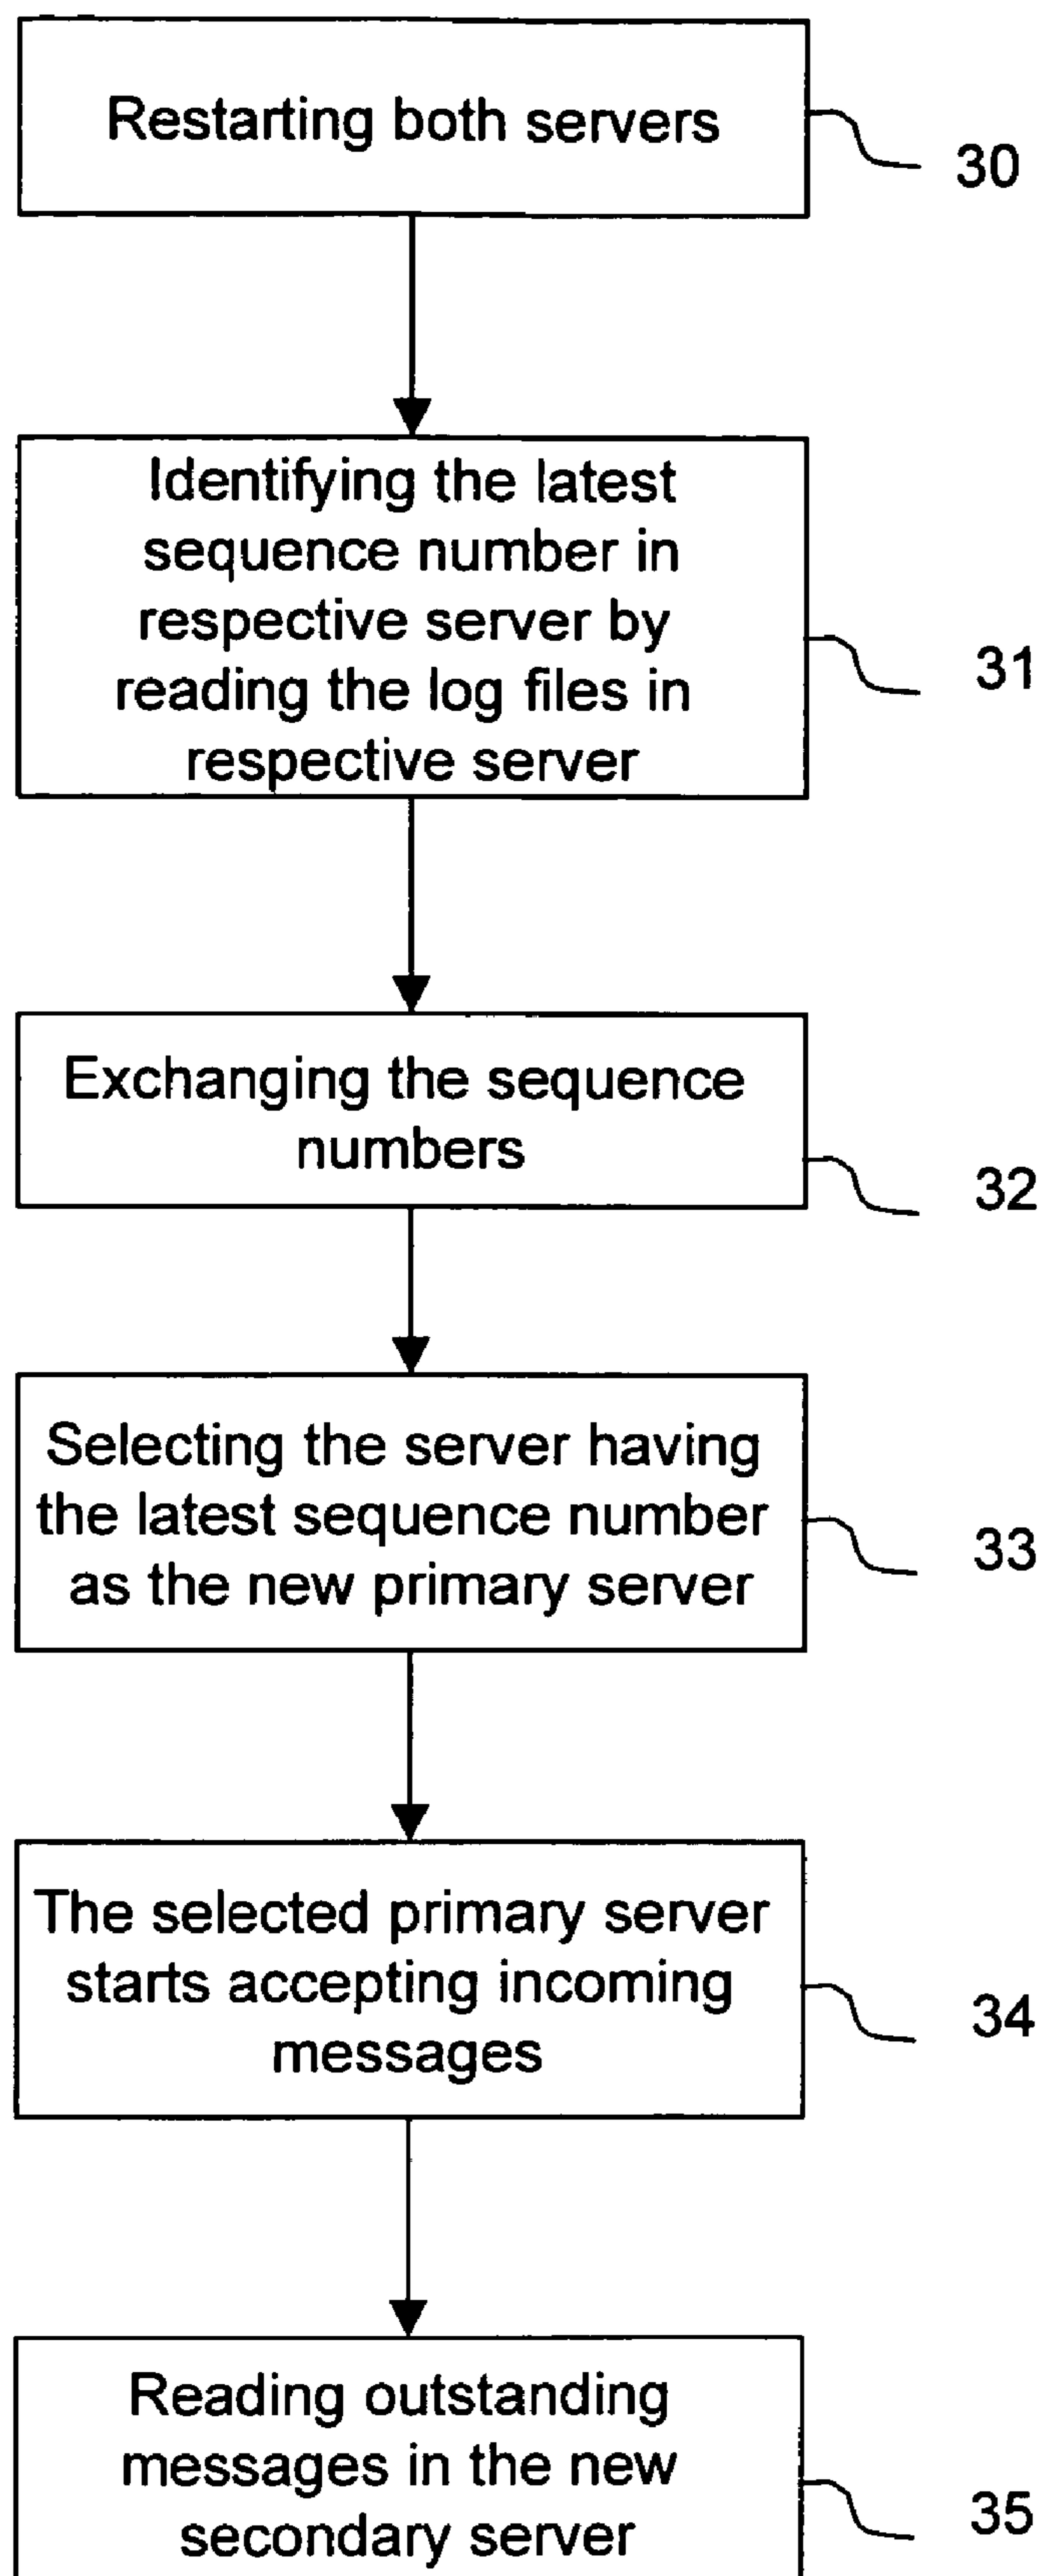 Restarting both servers
30
Identifying the latest
sequence number in
respective server by
reading the log files in
respective server
31
Exchanging the sequence
numbers
32
Selecting the server having
the latest sequence number
as the new primary server
33
The selected primary server
starts accepting incoming
messages
34
Reading outstanding
messages in the new
secondary server
35